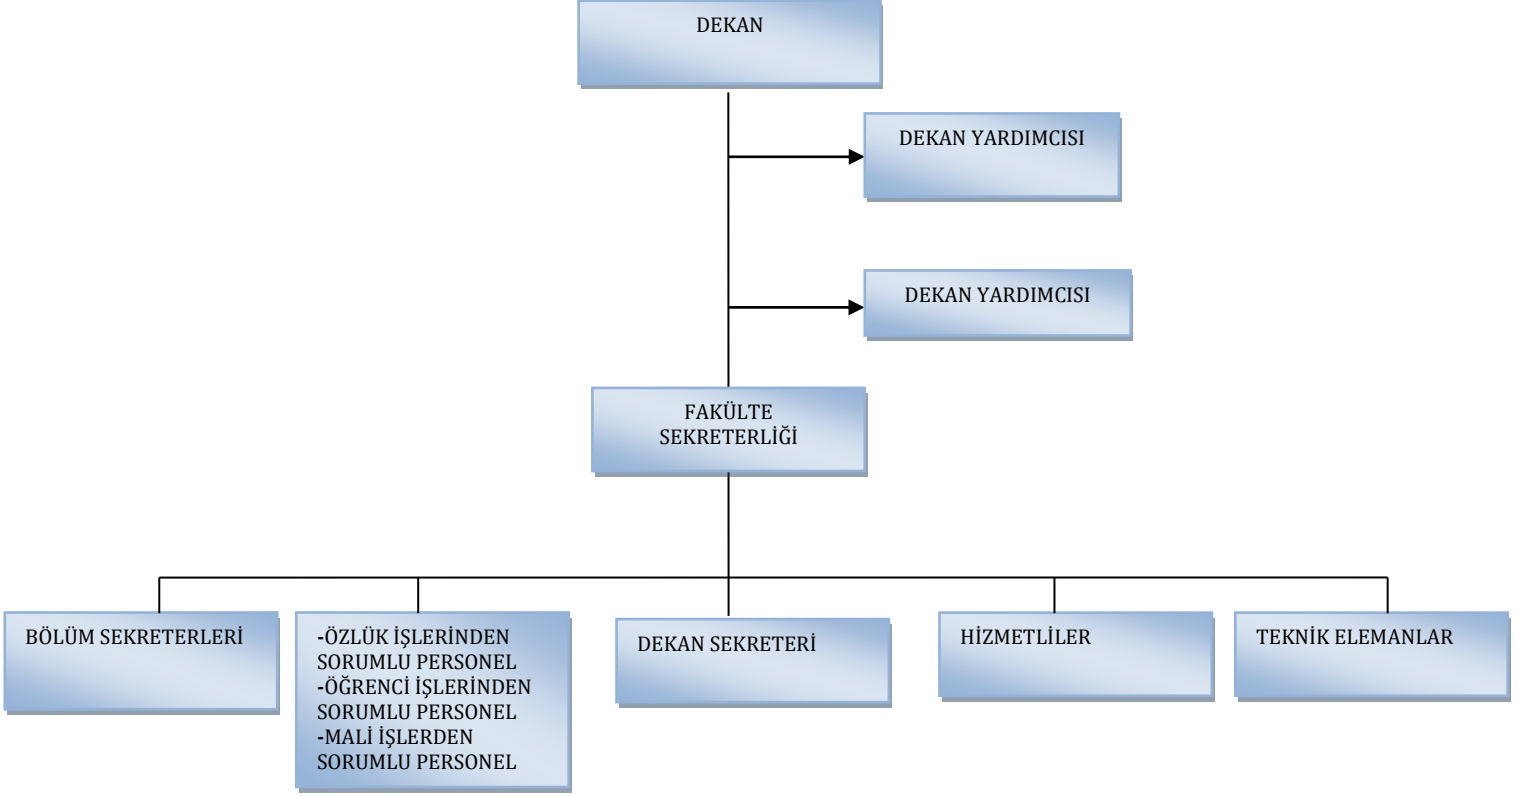 DEKAN
DEKAN YARDIMCISI
DEKAN YARDIMCISI
FAKÜLTE
SEKRETERLİĞİ
BÖLÜM SEKRETERLERİ
-ÖZLÜK İŞLERİNDEN
SORUMLU PERSONEL
-ÖĞRENCİ İŞLERİNDEN
SORUMLU PERSONEL
-MALİ İŞLERDEN
SORUMLU PERSONEL
DEKAN SEKRETERİ
HİZMETLİLER
TEKNİK ELEMANLAR